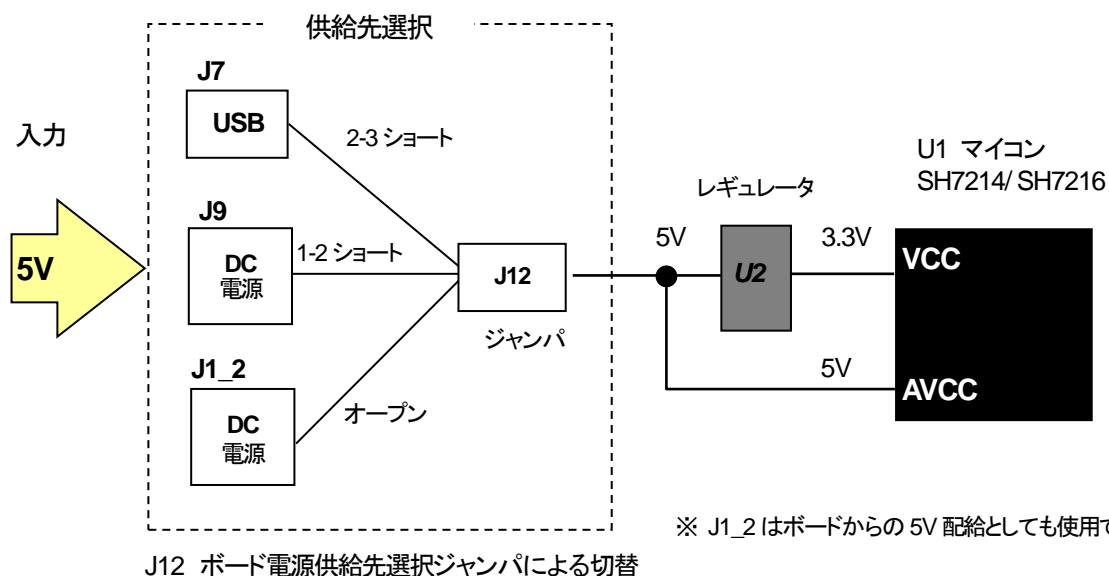 供給先選択
J7
USB
2-3 ショート
入力
5V
J9
DC
電源
1-2 ショート
J12
ジャンパ
J1_2
DC
電源
オープン
レギュレータ
5V
U2
3.3V
5V
U1 マイコン
SH7214/ SH7216
VCC
AVCC
※ J1_2 はボードからの 5V 配給としても使用
J12 ボード電源供給先選択ジャンパによる切替